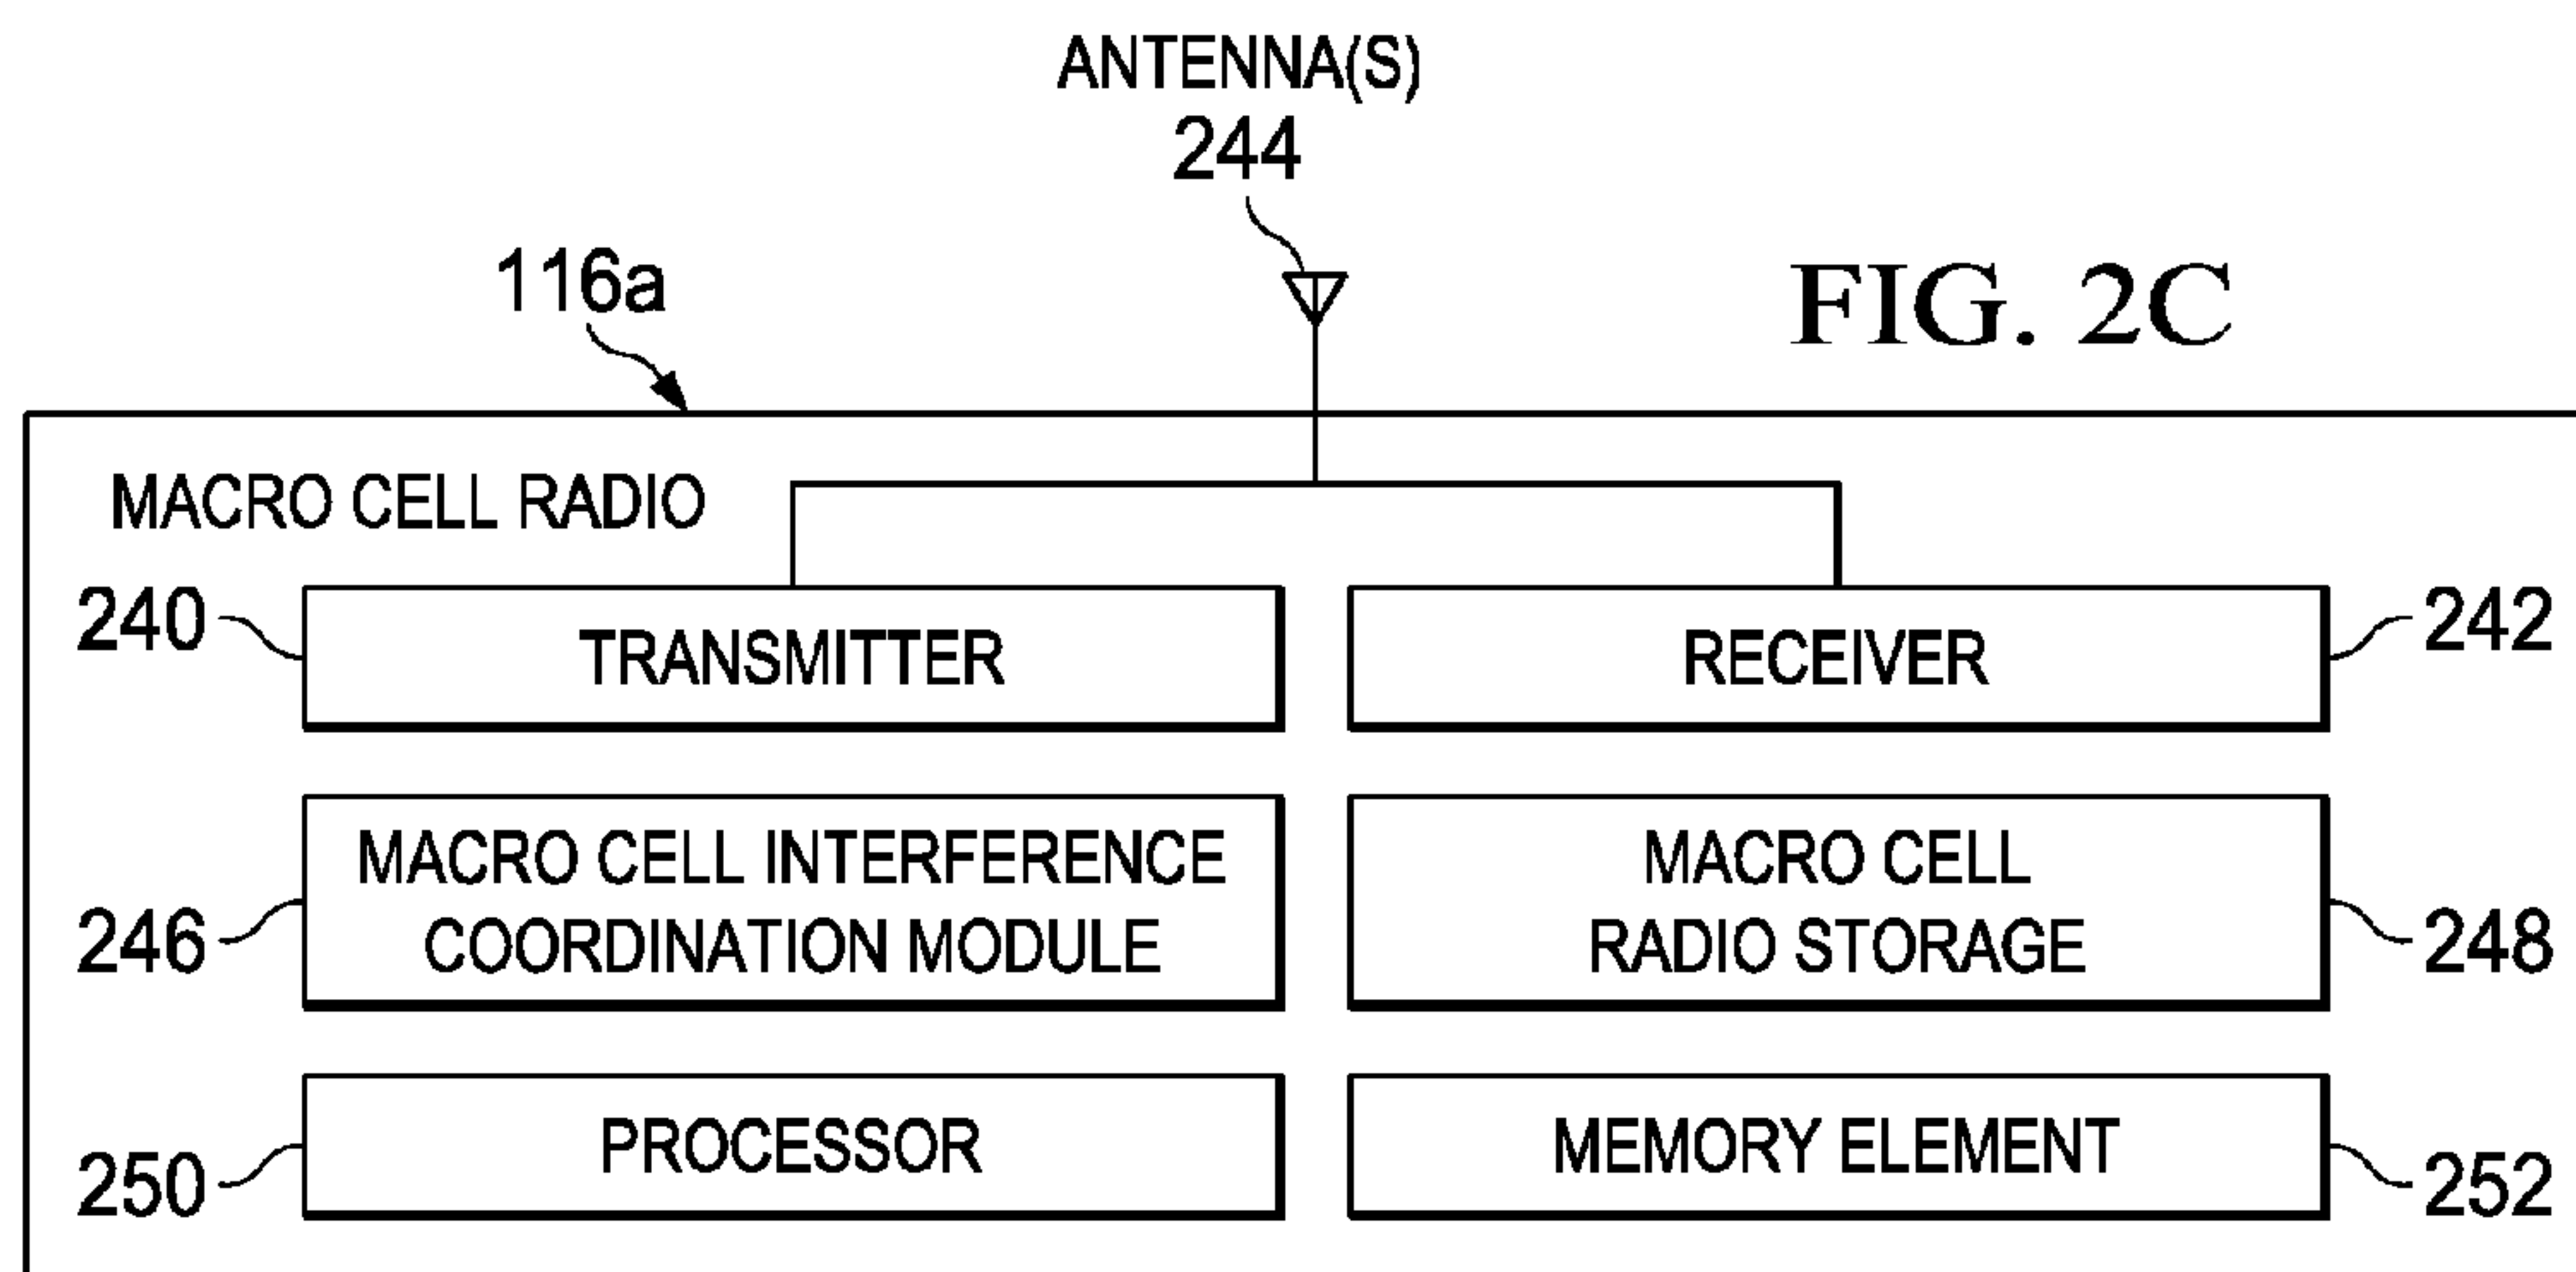 ANTENNA(S)
244
116a
FIG. 2C
MACRO CELL RADIO
240
TRANSMITTER
RECEIVER
242
MACRO CELL INTERFERENCE
COORDINATION MODULE
246
MACRO CELL
RADIO STORAGE
248
250
PROCESSOR
MEMORY ELEMENT
252